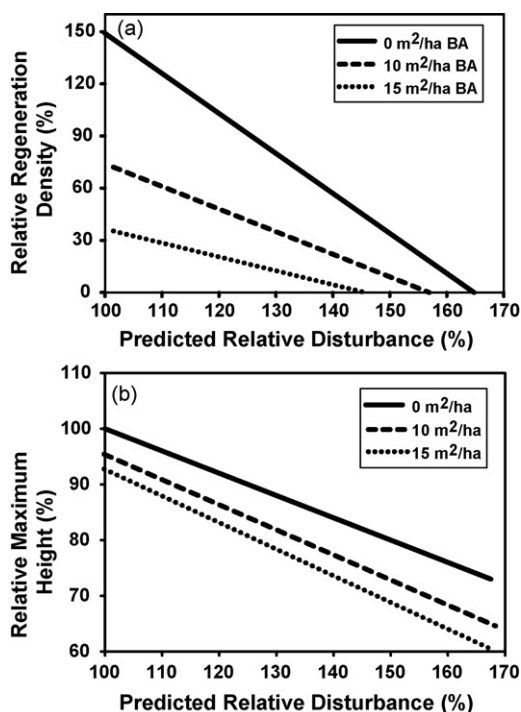 (a)
0 m²/ha BA
10 m²/ha BA
15 m²/ha BA
Relative Regeneration
Density (%)
150
120
90
60
30
0
100 110 120 130 140 150 160 170
Predicted Relative Disturbance (%)
(b)
0 m²/ha
10 m²/ha
15 m²/ha
Relative Maximum
Height (%)
110
100
90
80
70
60
100 110 120 130 140 150 160 170
Predicted Relative Disturbance (%)